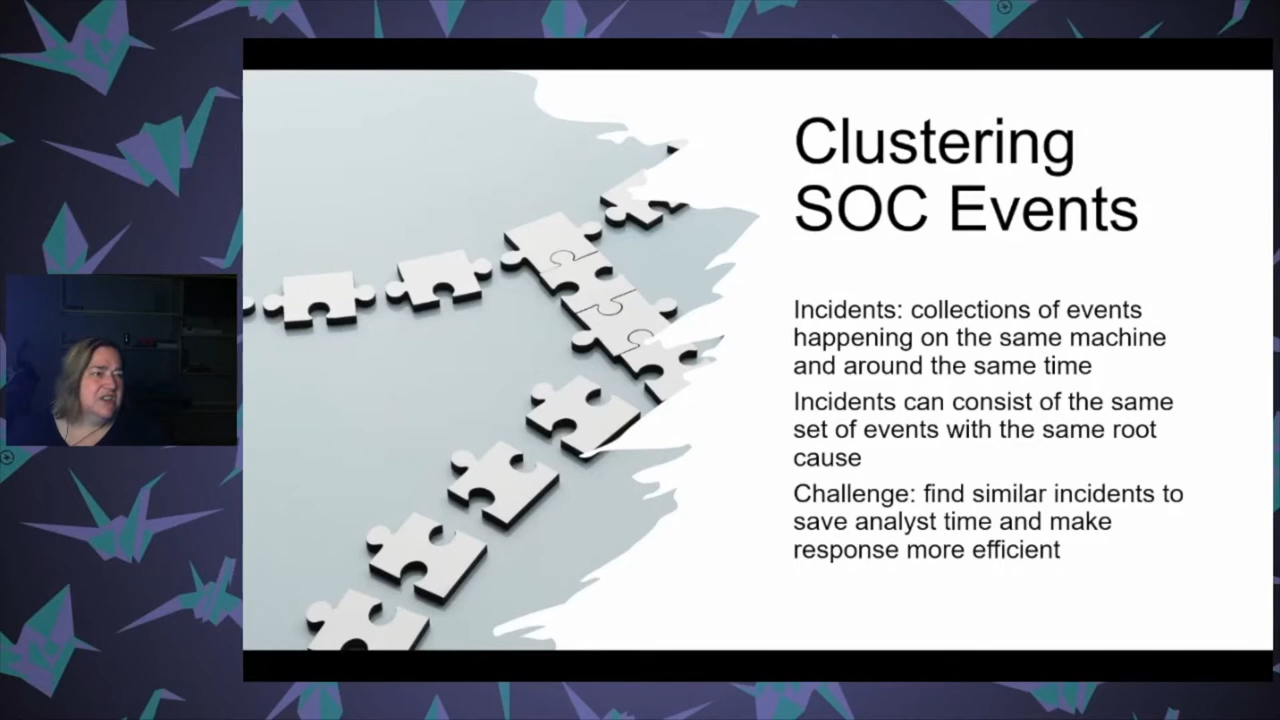 Clustering
SOC Events
Incidents: collections of events
happening on the same machine
and around the same time
Incidents can consist of the same
set of events with the same root
cause
Challenge: find similar incidents to
save analyst time and make
response more efficient